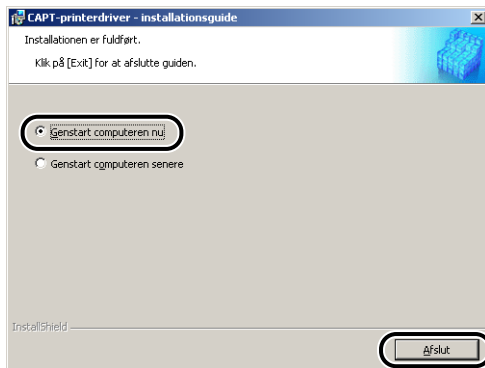 CAPT-printerdriver - installationsguide
Installationen er fuldført.
Klik på [Exit] for at afslutte guiden.
Genstart computeren nu
Genstart computeren senere
InstallShield
Afslut